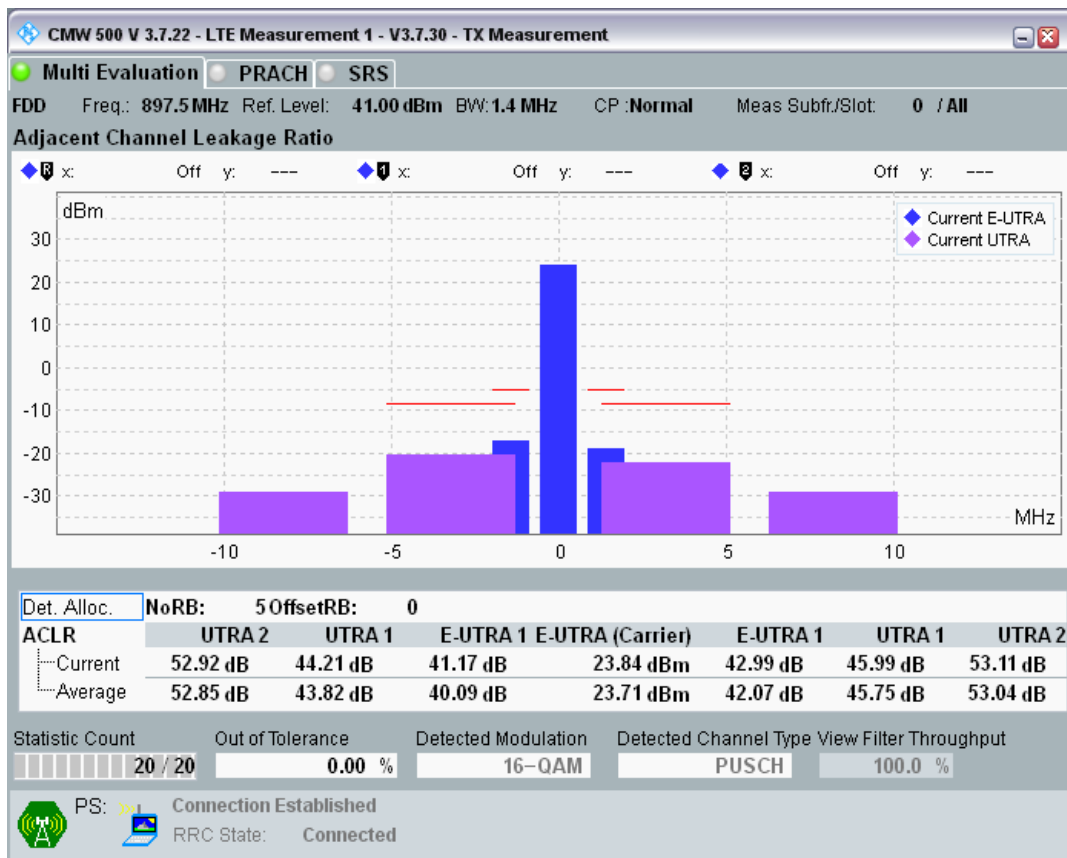 CMW 500 V 3.7.22 - LTE Measurement 1 - V3.7.30 - TX Measurement
Multi Evaluation PRACH SRS
FDD Freq.: 897.5 MHz Ref. Level: 41.00 dBm BW: 1.4 MHz CP :Normal Meas Subfr./Slot: 0 / All
Adjacent Channel Leakage Ratio
R x: Off y: --- 1 x: Off y: --- 2 x: Off y: ---
dBm
Current E-UTRA
Current UTRA
30
20
10
0
-10
-20
-30
MHz
-10 -5 0 5 10
Det. Alloc. NoRB: 5 OffsetRB: 0
ACLR UTRA 2 UTRA 1 E-UTRA 1 E-UTRA (Carrier) E-UTRA 1 UTRA 1 UTRA 2
Current 52.92 dB 44.21 dB 41.17 dB 23.84 dBm 42.99 dB 45.99 dB 53.11 dB
Average 52.85 dB 43.82 dB 40.09 dB 23.71 dBm 42.07 dB 45.75 dB 53.04 dB
Statistic Count Out of Tolerance Detected Modulation Detected Channel Type View Filter Throughput
20 / 20 0.00 % 16-QAM PUSCH 100.0 %
PS: Connection Established
RRC State: Connected